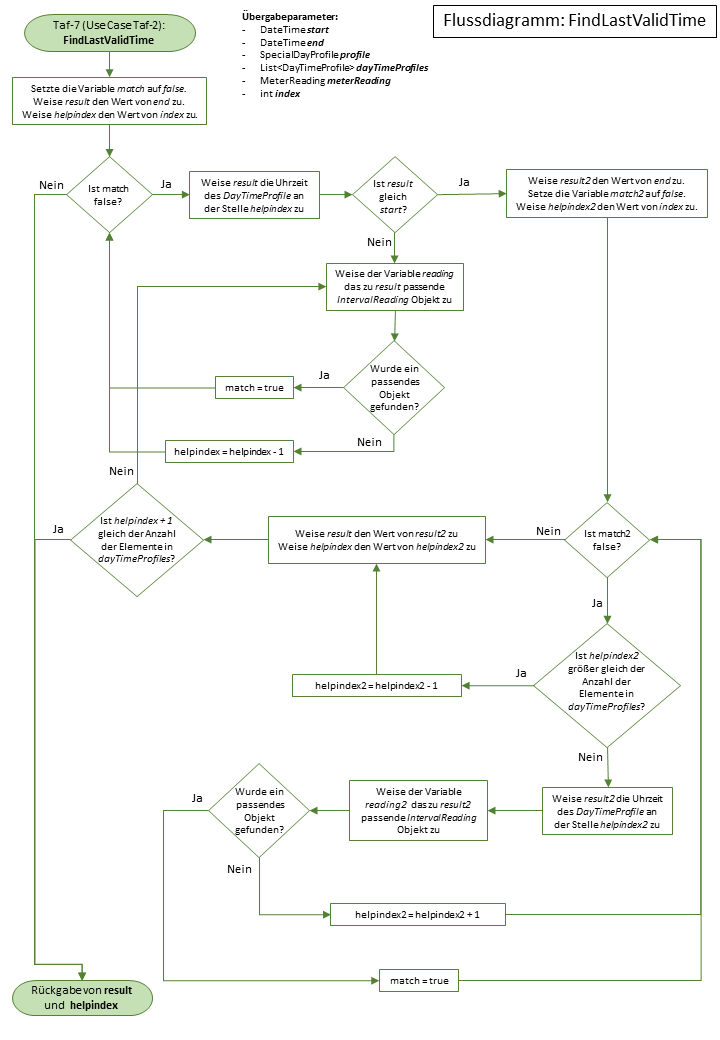 Taf-7 (Use Case Taf-2):
FindLastValidTime
Übergabeparameter:
- DateTime start
- DateTime end
- SpecialDayProfile profile
- List<DayTimeProfile> dayTimeProfiles
- MeterReading meterReading
- int index
Flussdiagramm: FindLastValidTime
Setzte die Variable match auf false.
Weise result den Wert von end zu.
Weise helpindex den Wert von index zu.
Nein
Ist match
false?
Ja
Weise result die Uhrzeit
des DayTimeProfile an
der Stelle helpindex zu
Ist result
gleich
start?
Ja
Weise result2 den Wert von end zu.
Setze die Variable match2 auf false.
Weise helpindex2 den Wert von index zu.
Nein
Weise der Variable reading
das zu result passende
IntervalReading Objekt zu
Wurde ein
passendes
Objekt
gefunden?
Ja
match = true
Nein
helpindex = helpindex - 1
Nein
Ja
Ist helpindex + 1
gleich der Anzahl
der Elemente in
dayTimeProfiles?
Weise result den Wert von result2 zu
Weise helpindex den Wert von helpindex2 zu
Nein
Ist match2
false?
Ja
Ist helpindex2
größer gleich der
Anzahl der
Elemente in
dayTimeProfiles?
Ja
helpindex2 = helpindex2 - 1
Nein
Weise result2 die Uhrzeit
des DayTimeProfile an
der Stelle helpindex2 zu
Weise der Variable
reading2 das zu result2
passende IntervalReading
Objekt zu
Wurde ein
passendes
Objekt
gefunden?
Ja
Nein
helpindex2 = helpindex2 + 1
match = true
Rückgabe von result
und helpindex